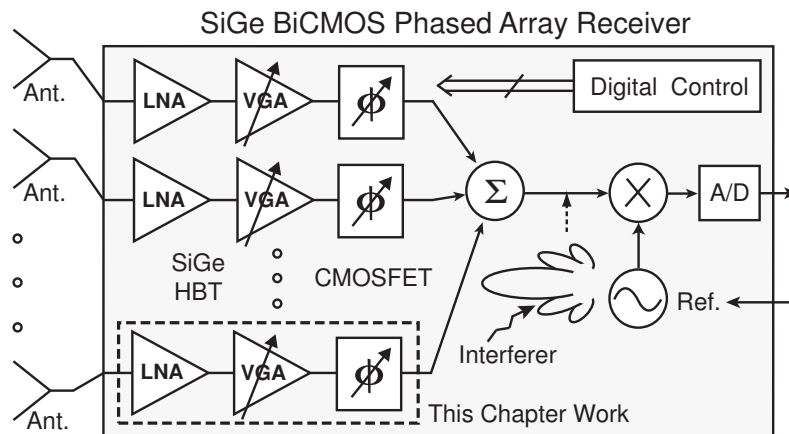 SiGe BiCMOS Phased Array Receiver
Ant.
LNA
VGA
ϕ
Digital Control
Ant.
LNA
VGA
ϕ
Σ
A/D
SiGe
HBT
CMOSFET
Ref.
Interferer
Ant.
LNA
VGA
ϕ
This Chapter Work